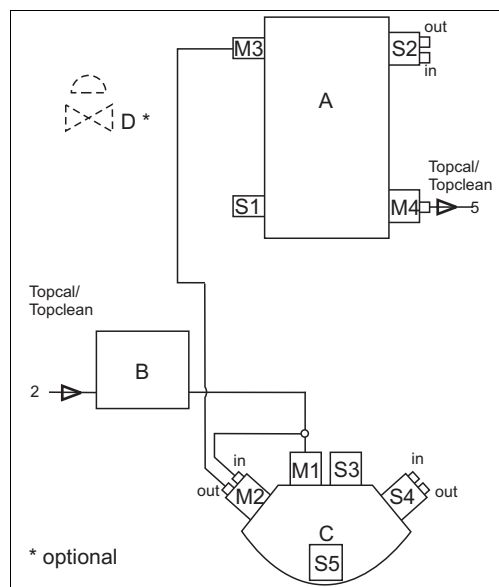 M3
S2
out
in
A
D *
Topcal/
Topclean
S1
M4
5
Topcal/
Topclean
B
2
in
out
M2
M1
S3
in
S4
out
C
S5
* optional